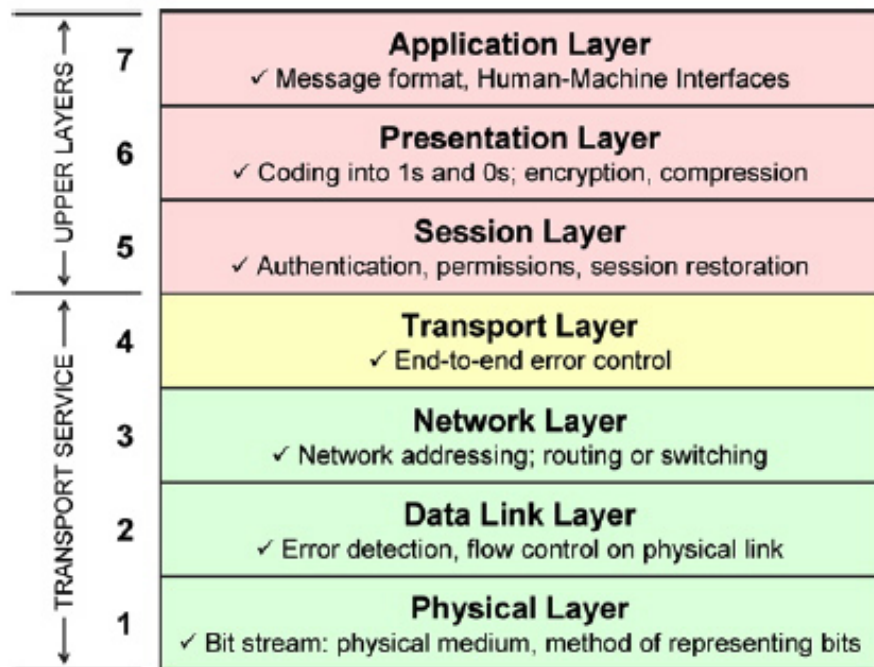 UPPER LAYERS
7
Application Layer
✓ Message format, Human-Machine Interfaces
6
Presentation Layer
✓ Coding into 1s and 0s; encryption, compression
5
Session Layer
✓ Authentication, permissions, session restoration
TRANSPORT SERVICE
4
Transport Layer
✓ End-to-end error control
3
Network Layer
✓ Network addressing; routing or switching
2
Data Link Layer
✓ Error detection, flow control on physical link
1
Physical Layer
✓ Bit stream: physical medium, method of representing bits